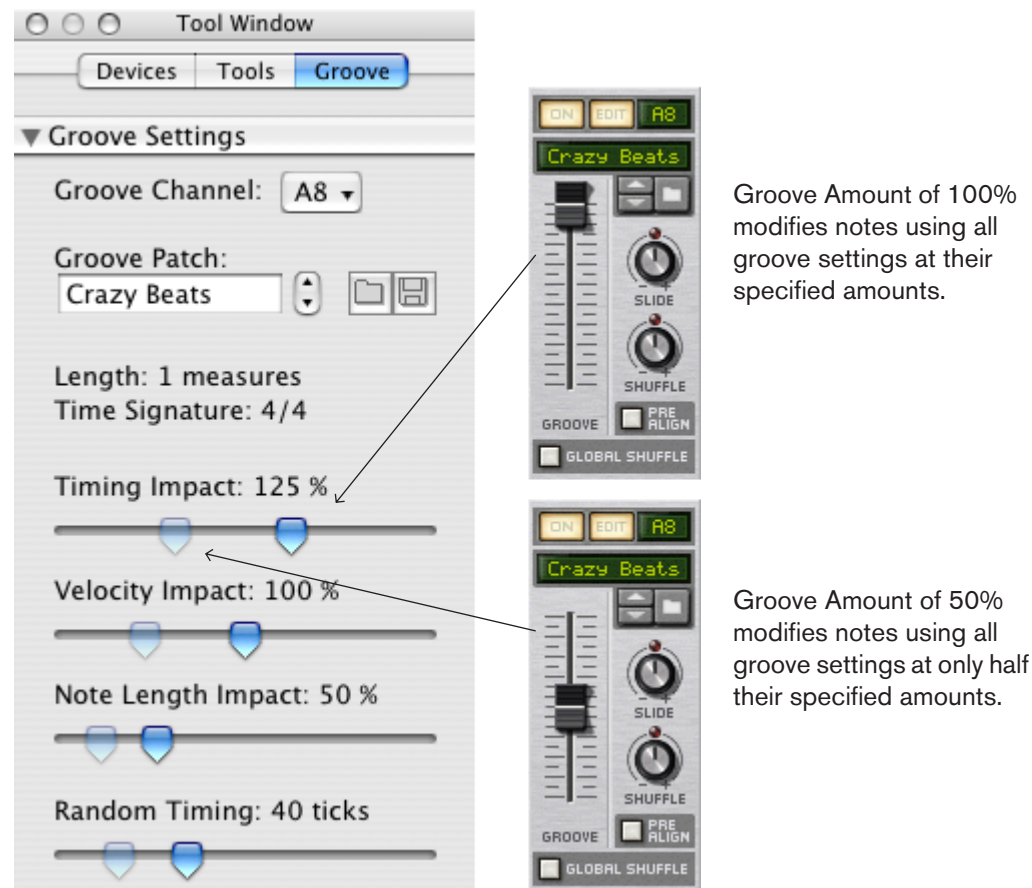 Tool Window
Devices Tools Groove
Groove Settings
Groove Channel: A8
Groove Patch:
Crazy Beats
Length: 1 measures
Time Signature: 4/4
Timing Impact: 125 %
Velocity Impact: 100 %
Note Length Impact: 50 %
Random Timing: 40 ticks
ON EDIT A8
Crazy Beats
SLIDE
SHUFFLE
GROOVE
PRE
ALIGN
GLOBAL SHUFFLE
Groove Amount of 100%
modifies notes using all
groove settings at their
specified amounts.
ON EDIT A8
Crazy Beats
SLIDE
SHUFFLE
GROOVE
PRE
ALIGN
GLOBAL SHUFFLE
Groove Amount of 50%
modifies notes using all
groove settings at only half
their specified amounts.